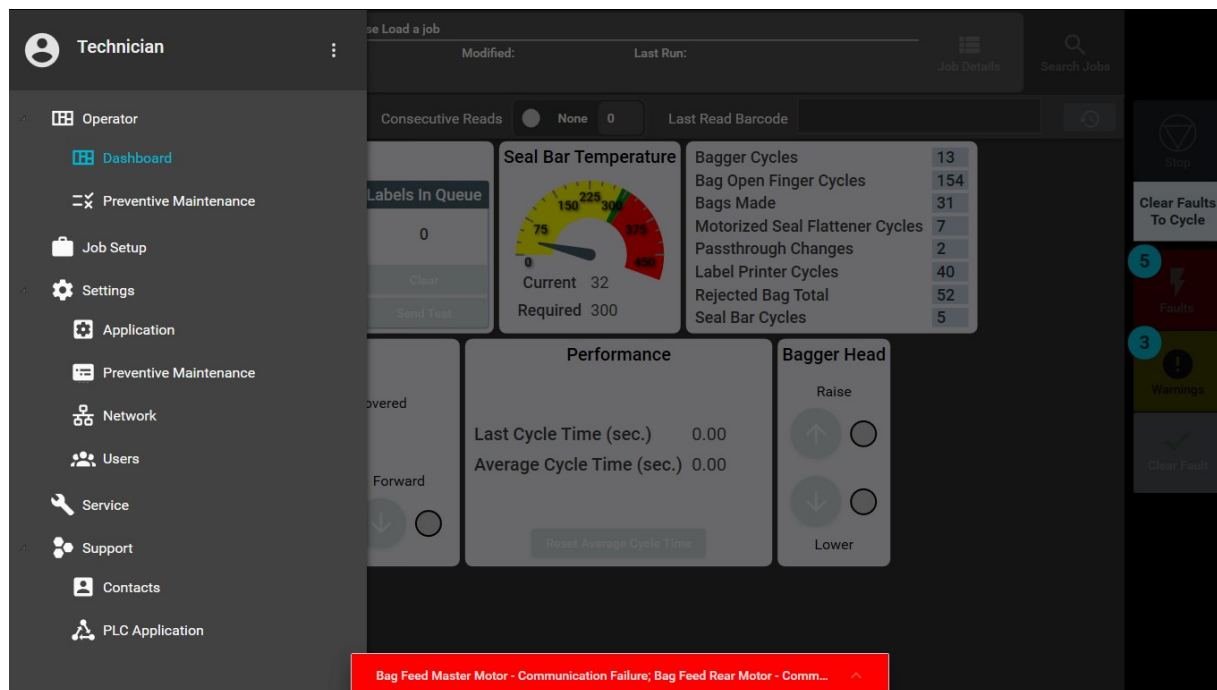 Technician
Operator
Dashboard
Preventive Maintenance
Job Setup
Settings
Application
Preventive Maintenance
Network
Users
Service
Support
Contacts
PLC Application
se Load a job
Modified: Last Run:
Job Details
Search Jobs
Consecutive Reads None 0 Last Read Barcode
Labels In Queue
0
Clear
Send Test
Seal Bar Temperature
0 75 150 225 300 375 450
Current 32
Required 300
Bagger Cycles 13
Bag Open Finger Cycles 154
Bags Made 31
Motorized Seal Flattener Cycles 7
Passthrough Changes 2
Label Printer Cycles 40
Rejected Bag Total 52
Seal Bar Cycles 5
overed
Forward
Performance
Last Cycle Time (sec.) 0.00
Average Cycle Time (sec.) 0.00
Reset Average Cycle Time
Bagger Head
Raise
Lower
Stop
Clear Faults
To Cycle
5
Faults
3
Warnings
Clear Fault
Bag Feed Master Motor - Communication Failure; Bag Feed Rear Motor - Comm...